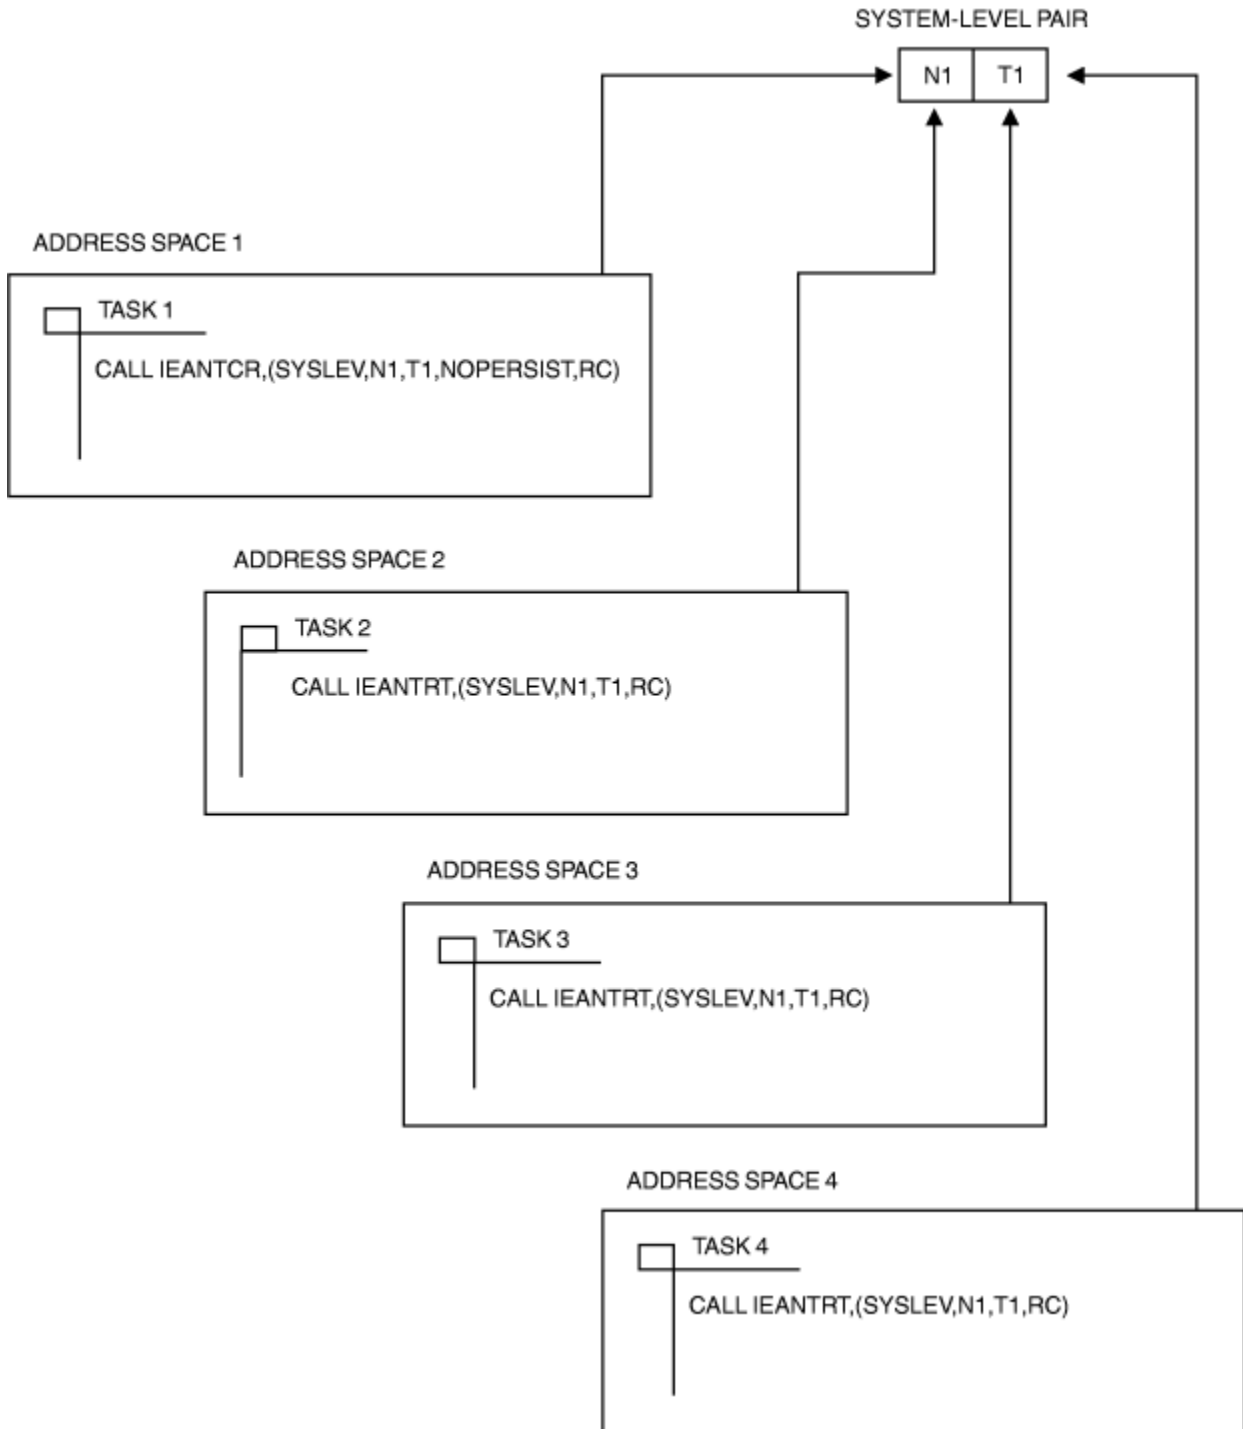 SYSTEM-LEVEL PAIR
N1 T1
ADDRESS SPACE 1
TASK 1
CALL IEANTCR,(SYSLEV,N1,T1,NOPERSIST,RC)
ADDRESS SPACE 2
TASK 2
CALL IEANTRT,(SYSLEV,N1,T1,RC)
ADDRESS SPACE 3
TASK 3
CALL IEANTRT,(SYSLEV,N1,T1,RC)
ADDRESS SPACE 4
TASK 4
CALL IEANTRT,(SYSLEV,N1,T1,RC)